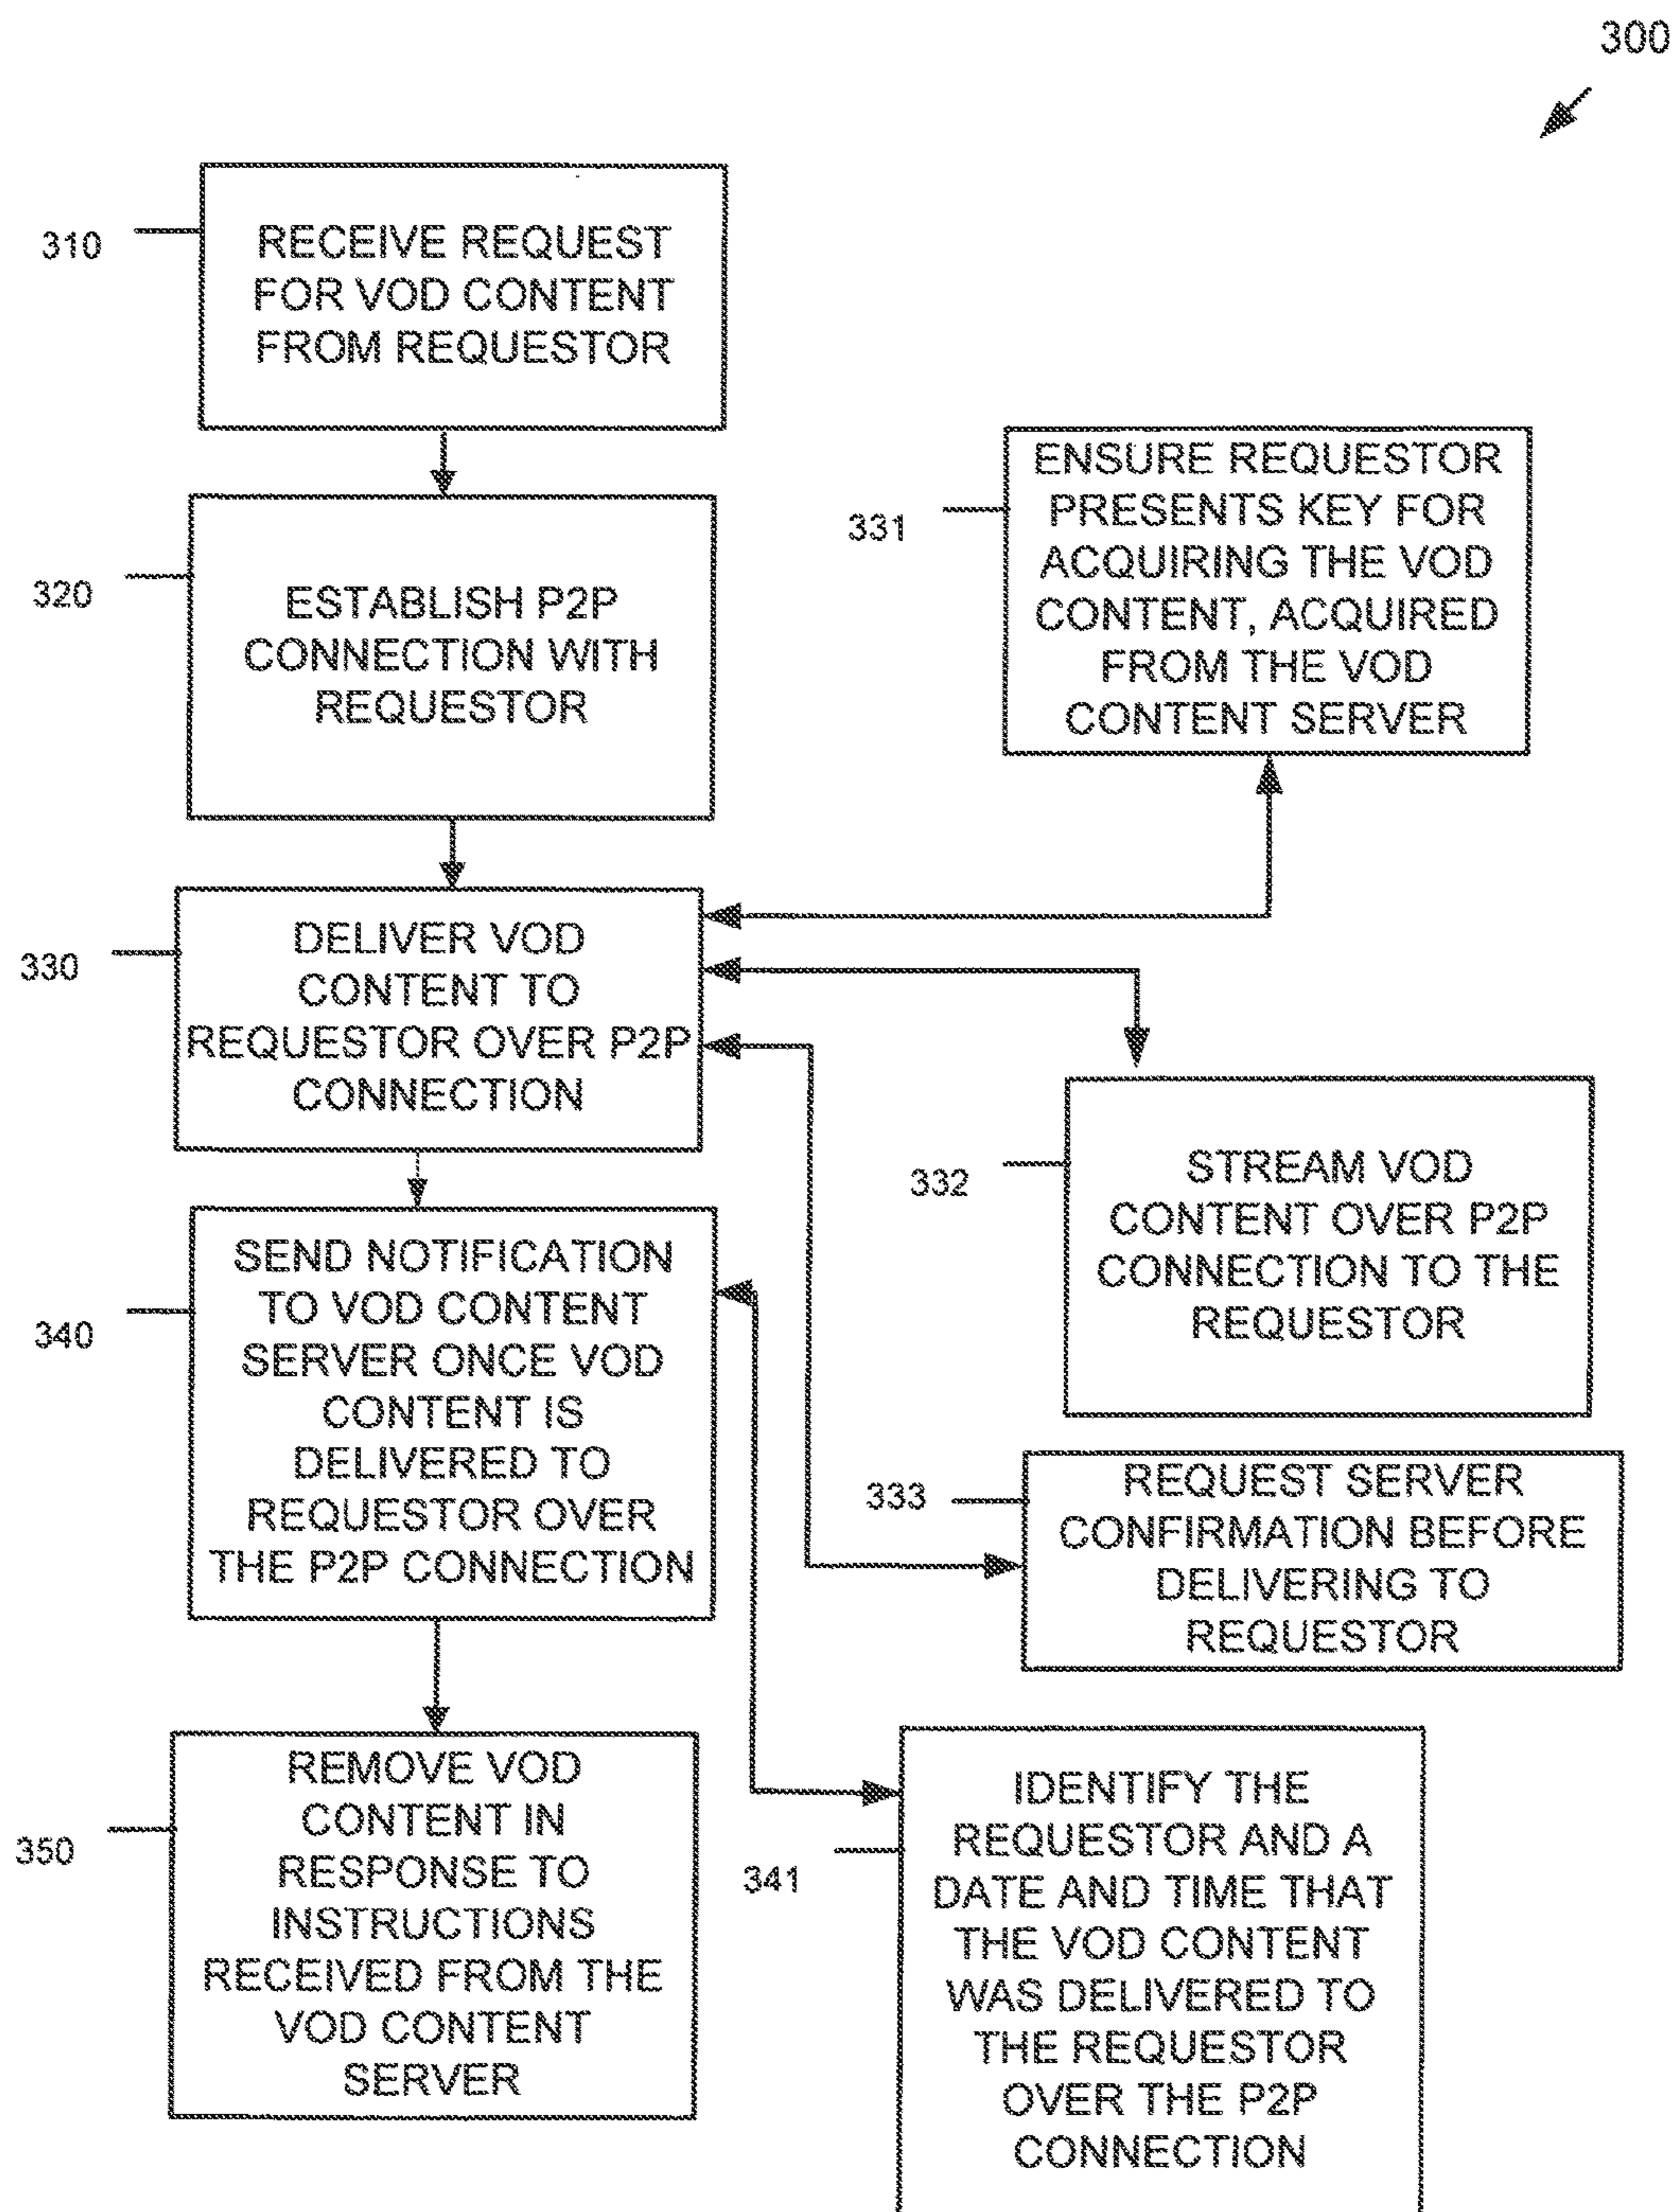 300
310
RECEIVE REQUEST
FOR VOD CONTENT
FROM REQUESTOR
320
ESTABLISH P2P
CONNECTION WITH
REQUESTOR
331
ENSURE REQUESTOR
PRESENTS KEY FOR
ACQUIRING THE VOD
CONTENT, ACQUIRED
FROM THE VOD
CONTENT SERVER
330
DELIVER VOD
CONTENT TO
REQUESTOR OVER P2P
CONNECTION
332
STREAM VOD
CONTENT OVER P2P
CONNECTION TO THE
REQUESTOR
340
SEND NOTIFICATION
TO VOD CONTENT
SERVER ONCE VOD
CONTENT IS
DELIVERED TO
REQUESTOR OVER
THE P2P CONNECTION
333
REQUEST SERVER
CONFIRMATION BEFORE
DELIVERING TO
REQUESTOR
350
REMOVE VOD
CONTENT IN
RESPONSE TO
INSTRUCTIONS
RECEIVED FROM THE
VOD CONTENT
SERVER
341
IDENTIFY THE
REQUESTOR AND A
DATE AND TIME THAT
THE VOD CONTENT
WAS DELIVERED TO
THE REQUESTOR
OVER THE P2P
CONNECTION